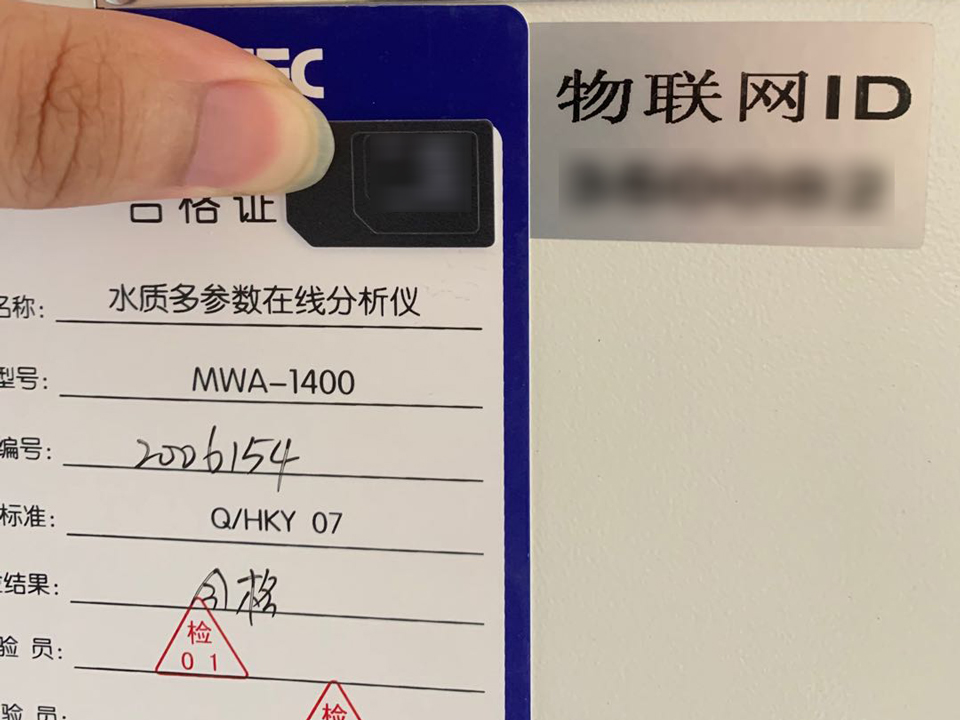 物联网ID
合格证
名称: 水质多参数在线分析仪
型号: MWA-1400
编号: 2006154
标准: Q/HKY 07
结果: 合格
检
01
验 员:
检
验 员: